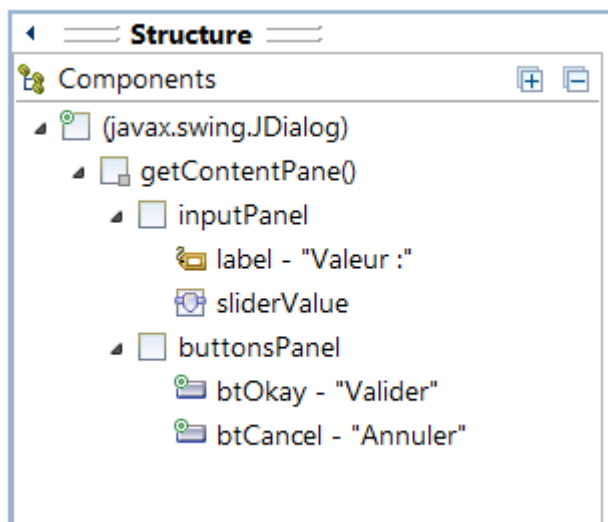 Structure
Components
(javax.swing.JDialog)
getContentPane()
inputPanel
label - "Valeur :"
sliderValue
buttonsPanel
btOkay - "Valider"
btCancel - "Annuler"